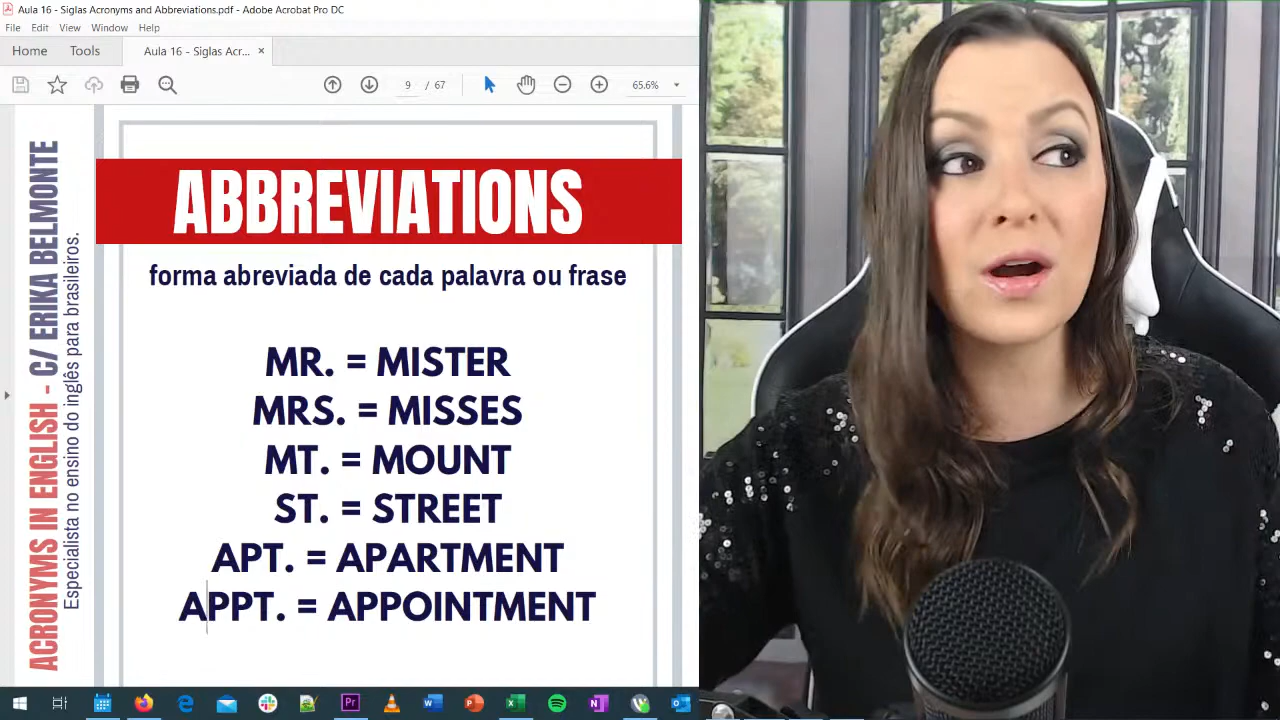 Aula 16 - Siglas Acronyms and Abbreviations.pdf - Adobe Acrobat Pro DC
File Edit View Window Help
Home Tools Aula 16 - Siglas Acr... ×
9 / 67 65.6%
ACRONYMS IN ENGLISH - C/ ERIKA BELMONTE
Especialista no ensino do inglês para brasileiros.
ABBREVIATIONS
forma abreviada de cada palavra ou frase
MR. = MISTER
MRS. = MISSES
MT. = MOUNT
ST. = STREET
APT. = APARTMENT
APPT. = APPOINTMENT